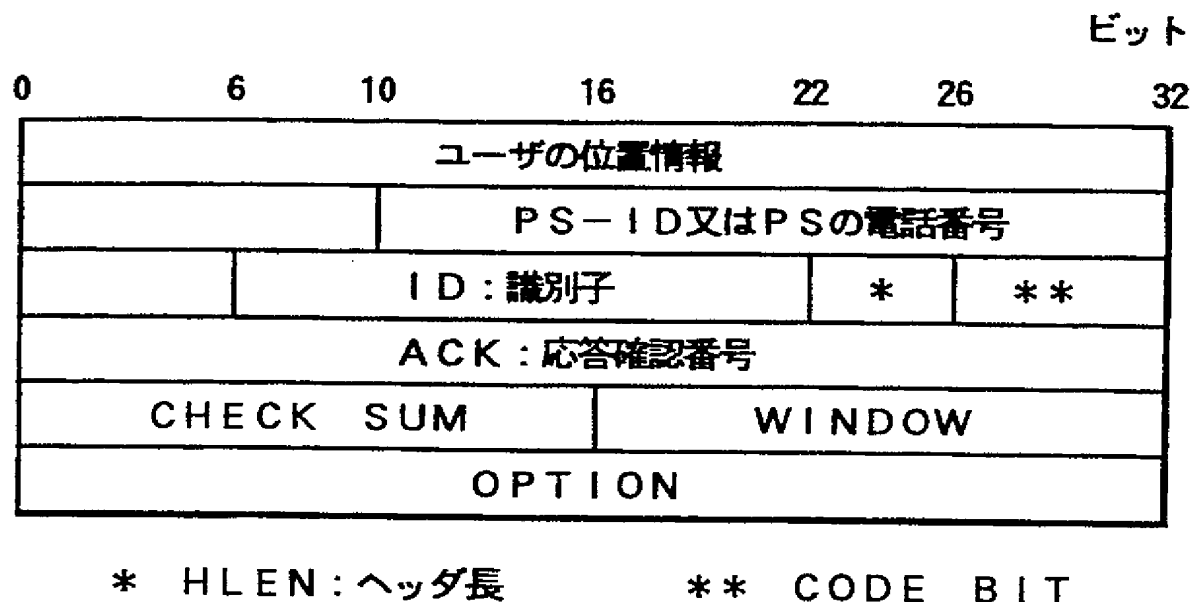 ビット
0 6 10 16 22 26 32
ユーザの位置情報
PS-ID又はPSの電話番号
ID:識別子 * **
ACK:応答確認番号
CHECK SUM WINDOW
OPTION
* HLEN:ヘッダ長 ** CODE BIT